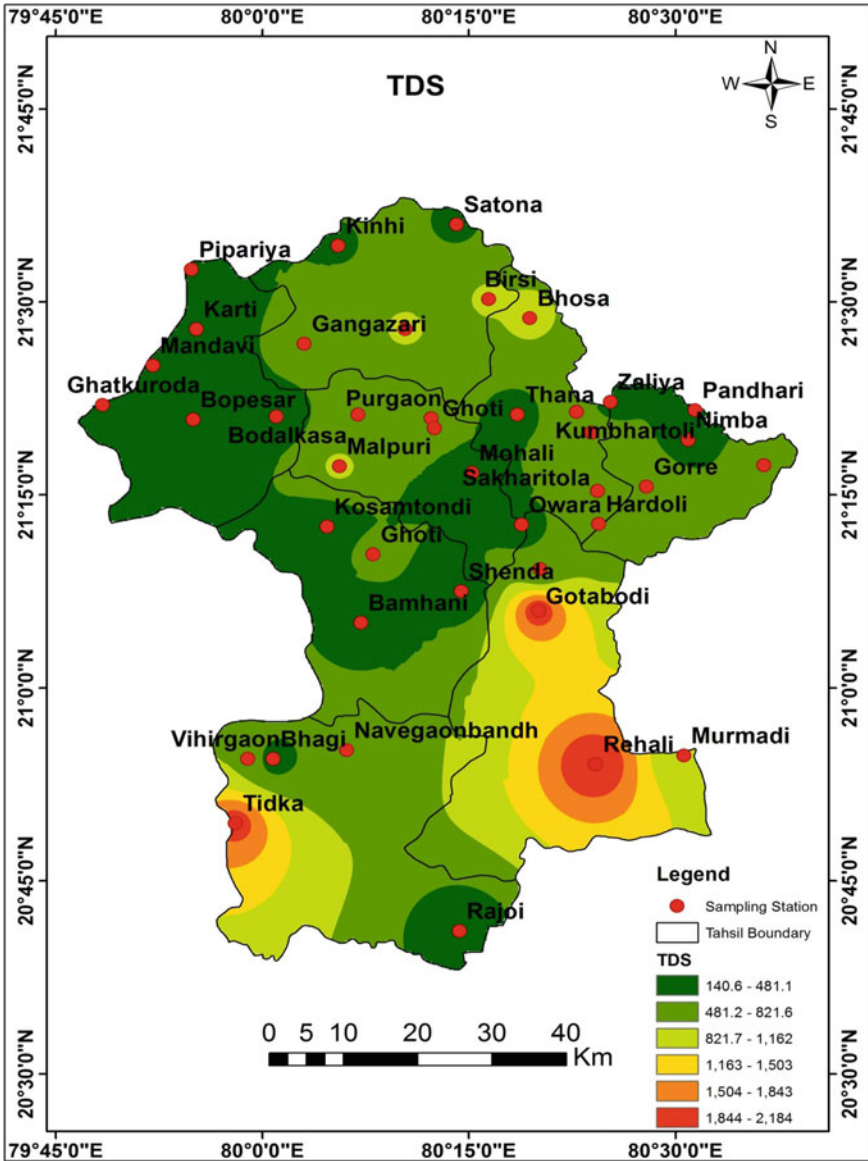 79°45'0"E 80°0'0"E 80°15'0"E 80°30'0"E
TDS
N
W E
S
21°45'0"N 21°45'0"N
Satona
Kinhi
Pipariya
Birsi
Bhosa
21°30'0"N 21°30'0"N
Karti
Gangazari
Mandavi
Zaliya
Ghatkuroda
Bopesar
Purgaon
Ghoti
Thana
Pandhari
Nimba
Bodalkasa
Kumbhartoli
Malpuri
Mohali
Sakharitola
Gorre
21°15'0"N 21°15'0"N
Kosamtondi
Owara
Hardoli
Ghoti
Shenda
Bamhani
Gotabodi
21°0'0"N 21°0'0"N
Vihirgaon
Bhagi
Navegaonbandh
Rehali
Murmadi
Tidka
20°45'0"N 20°45'0"N
Rajoi
Legend
Sampling Station
Tahsil Boundary
TDS
140.6 - 481.1
481.2 - 821.6
821.7 - 1,162
1,163 - 1,503
1,504 - 1,843
1,844 - 2,184
0 5 10 20 30 40
Km
20°30'0"N 20°30'0"N
79°45'0"E 80°0'0"E 80°15'0"E 80°30'0"E